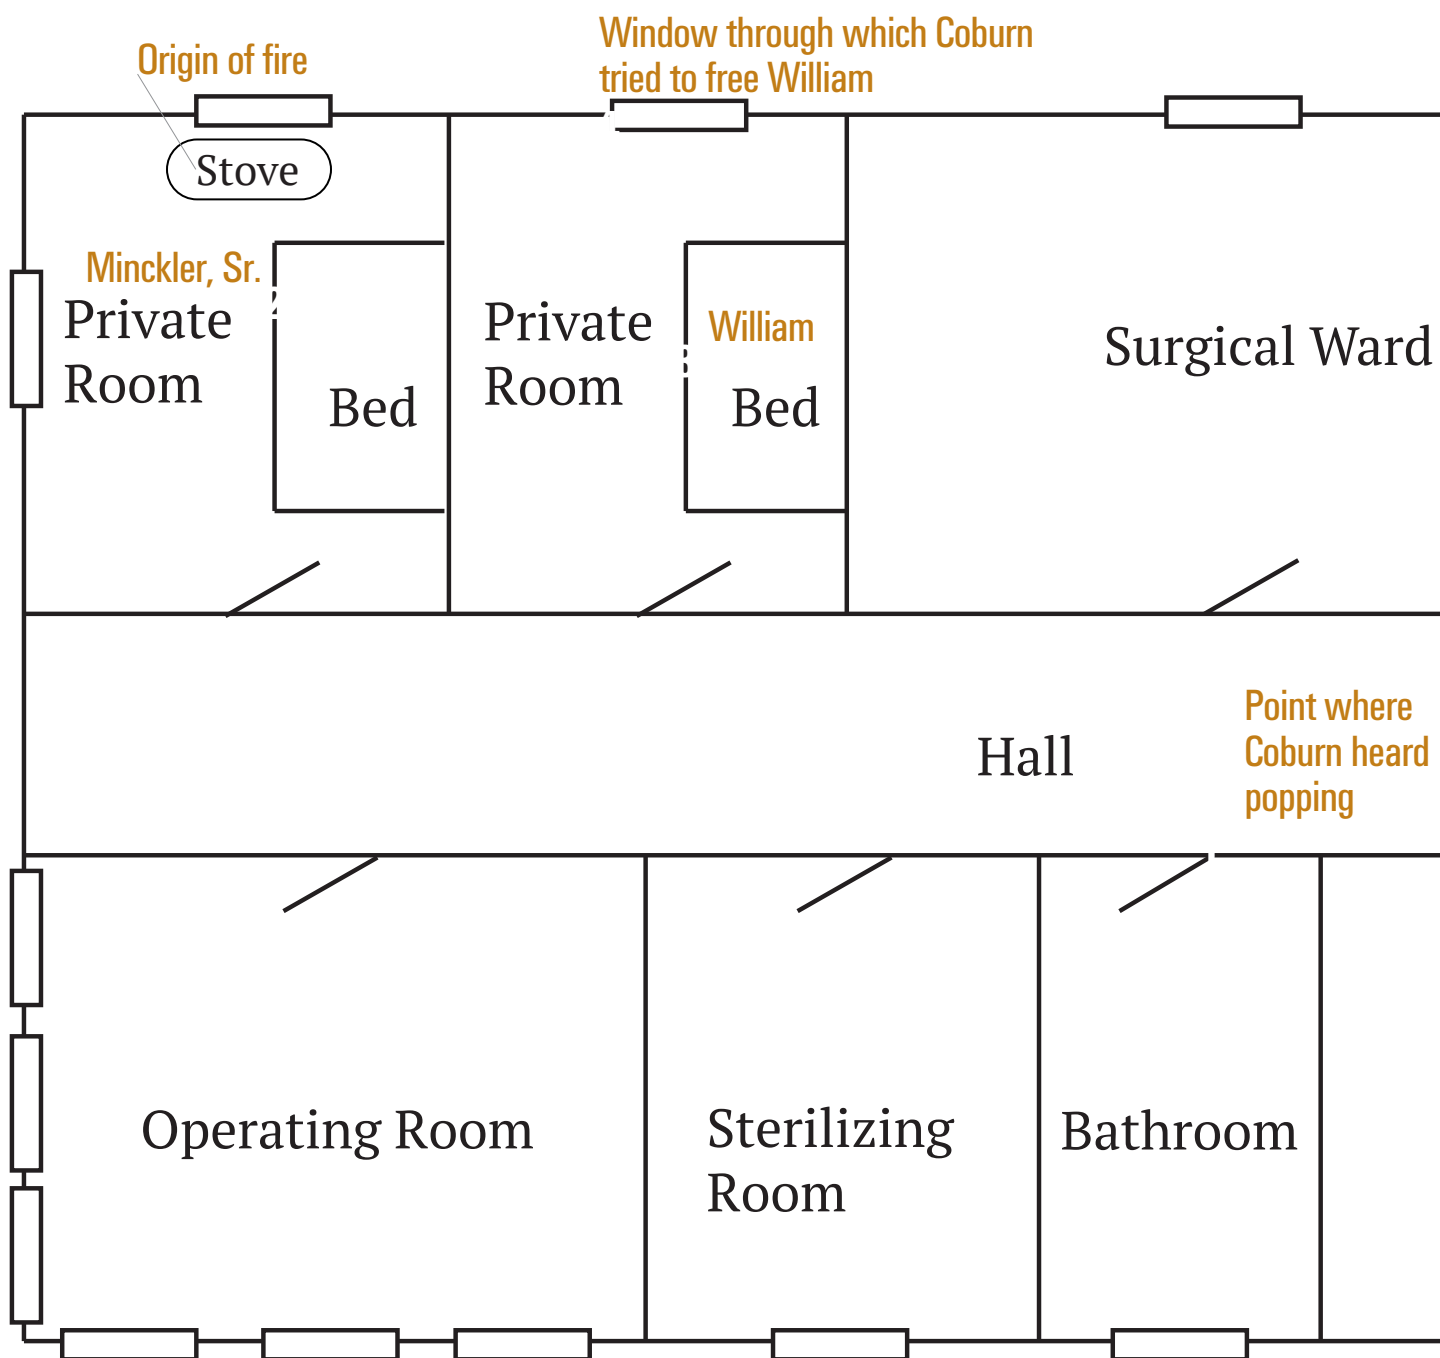 Origin of fire
Window through which Coburn
tried to free William
Stove
Minckler, Sr.
Private
Room
Bed
Private
Room
William
Bed
Surgical Ward
Hall
Point where
Coburn heard
popping
Operating Room
Sterilizing
Room
Bathroom